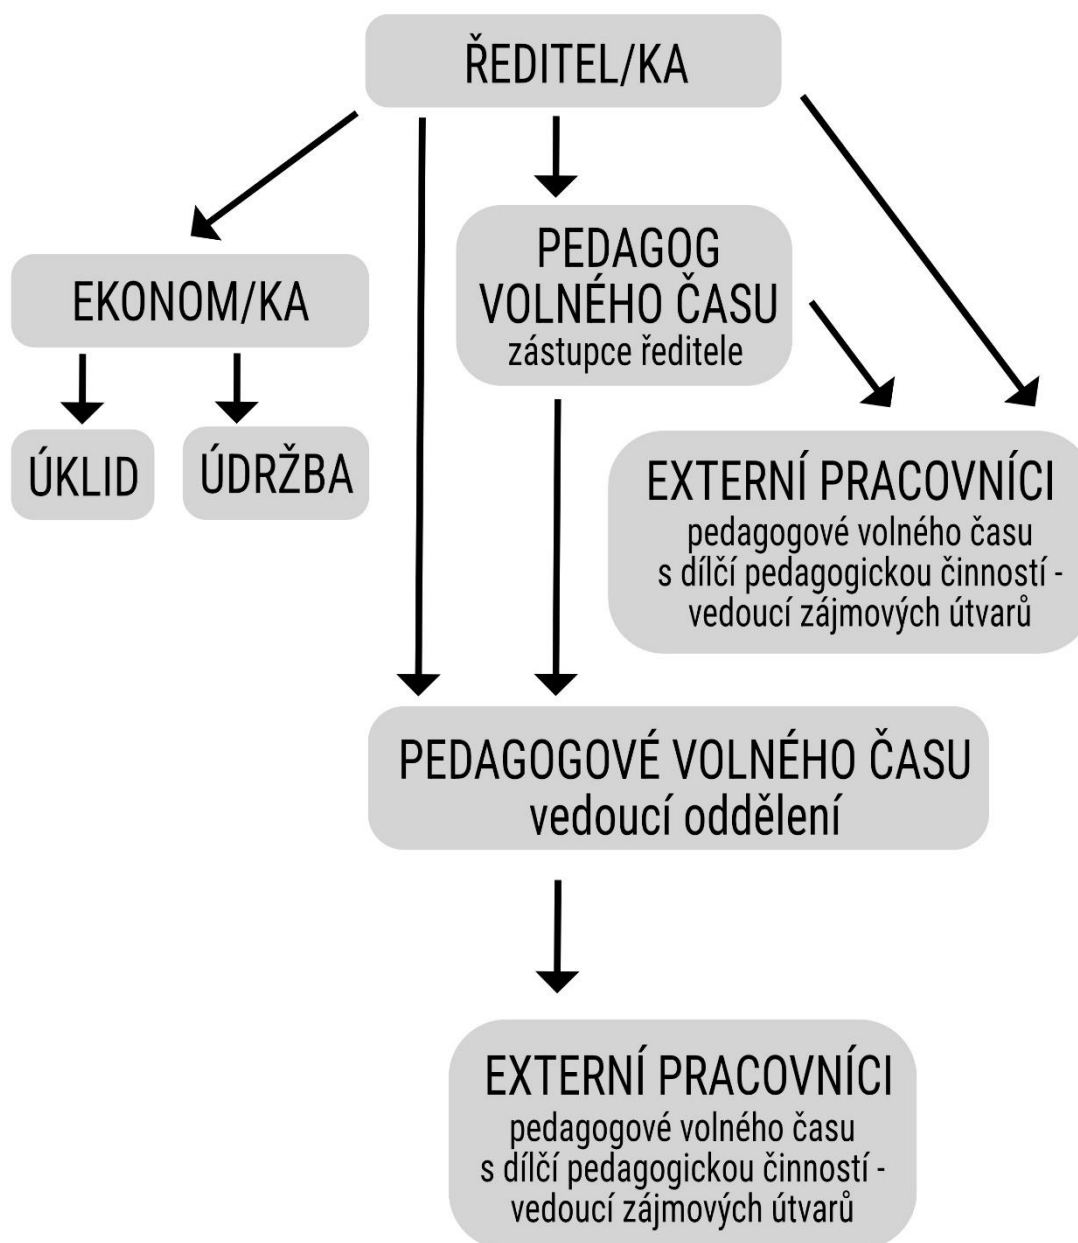 ŘEDITEL/KA
EKONOM/KA
ÚKLID
ÚDRŽBA
PEDAGOG
VOLNÉHO ČASU
zástupce ředitele
EXTERNÍ PRACOVNÍCI
pedagogové volného času
s dílčí pedagogickou činností -
vedoucí zájmových útvarů
PEDAGOGOVÉ VOLNÉHO ČASU
vedoucí oddělení
EXTERNÍ PRACOVNÍCI
pedagogové volného času
s dílčí pedagogickou činností -
vedoucí zájmových útvarů